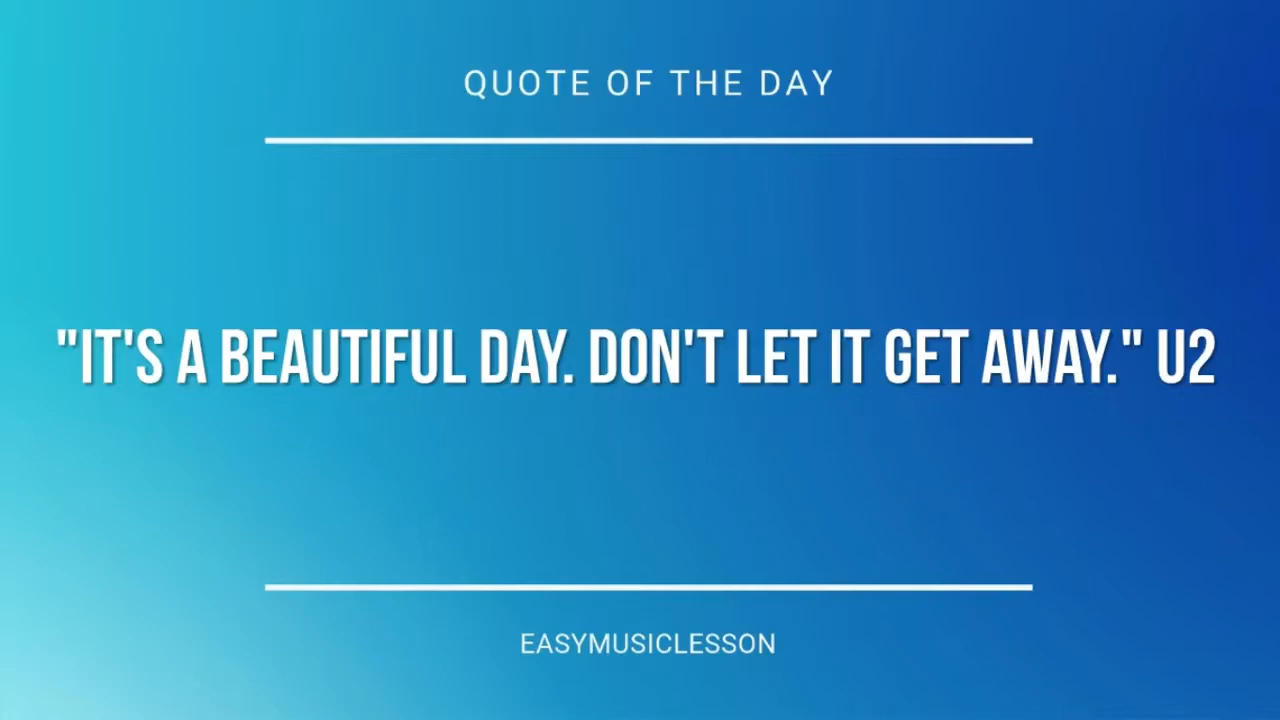 QUOTE OF THE DAY
"IT'S A BEAUTIFUL DAY. DON'T LET IT GET AWAY." U2
EASYMUSICLESSON